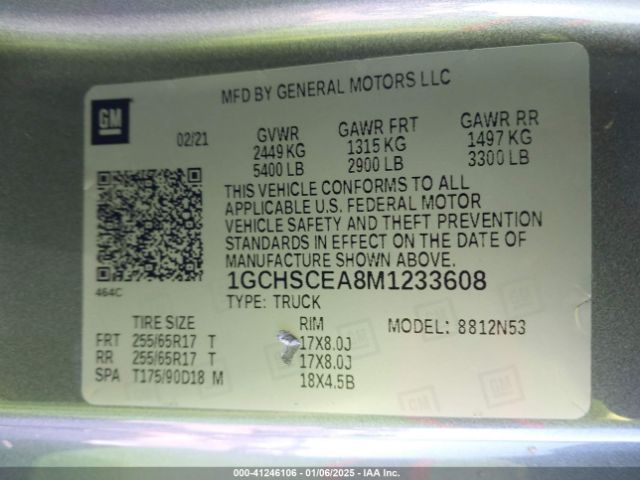 MFD BY GENERAL MOTORS LLC
GM
02/21
GVWR GAWR FRT GAWR RR
2449 KG 1315 KG 1497 KG
5400 LB 2900 LB 3300 LB
THIS VEHICLE CONFORMS TO ALL
APPLICABLE U.S. FEDERAL MOTOR
VEHICLE SAFETY AND THEFT PREVENTION
STANDARDS IN EFFECT ON THE DATE OF
MANUFACTURE SHOWN ABOVE.
464C
1GCHSCEA8M1233608
TYPE: TRUCK
TIRE SIZE RIM MODEL: 8812N53
FRT 255/65R17 T 17X8.0J
RR 255/65R17 T 17X8.0J
SPA T175/90D18 M 18X4.5B
000-41246106 - 01/06/2025 - IAA Inc.